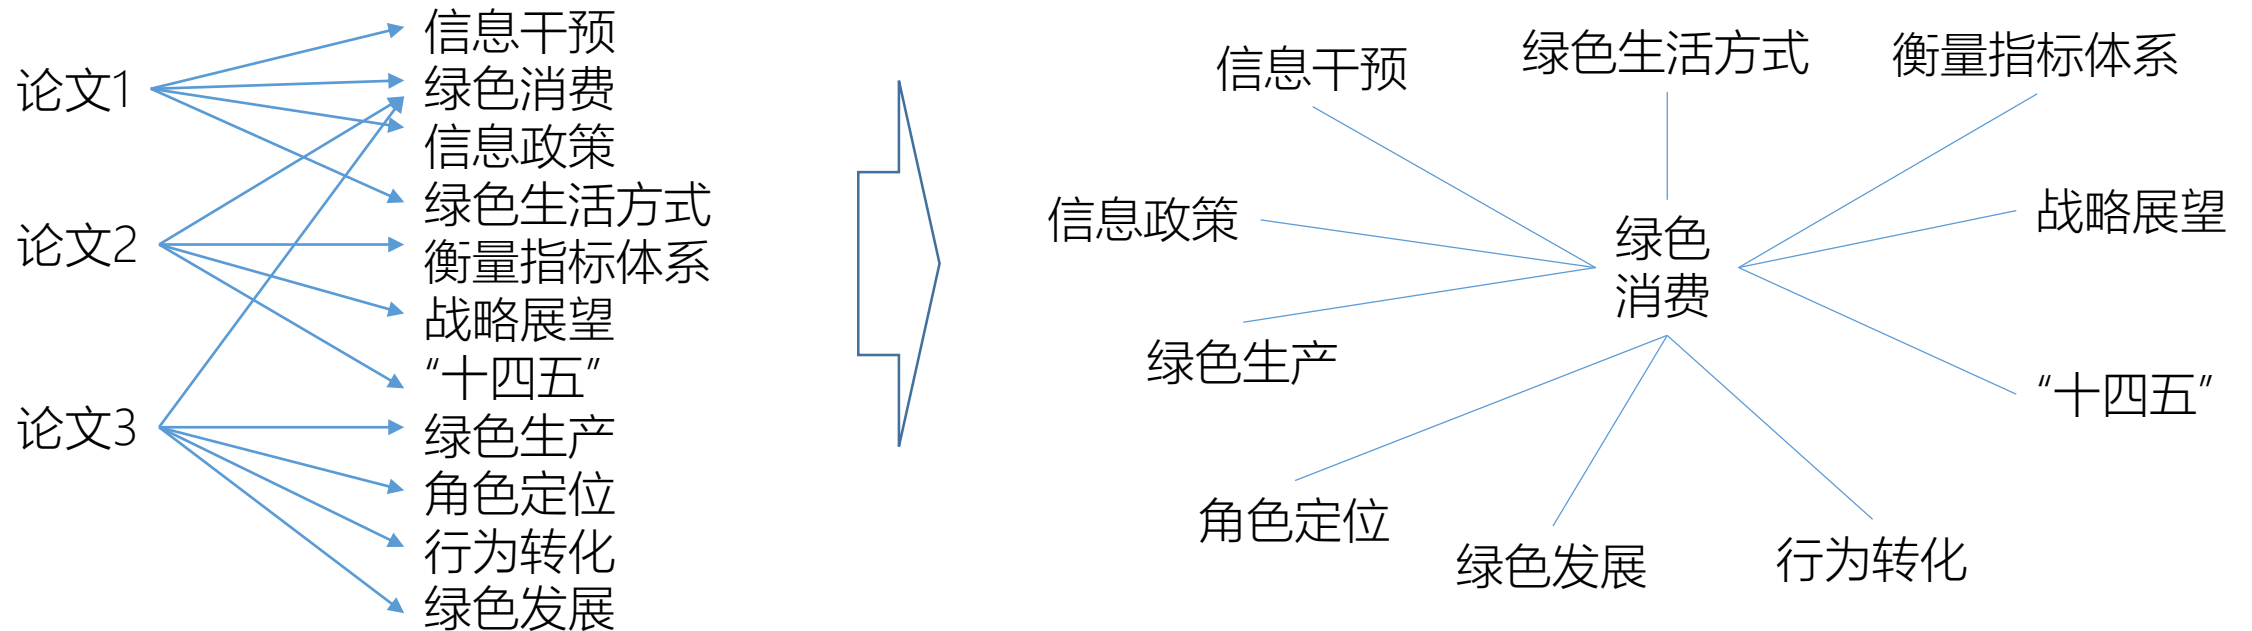 论文1
论文2
论文3
信息干预
绿色消费
信息政策
绿色生活方式
衡量指标体系
战略展望
“十四五”
绿色生产
角色定位
行为转化
绿色发展
信息干预
绿色生活方式
衡量指标体系
信息政策
战略展望
绿色
消费
绿色生产
“十四五”
角色定位
绿色发展
行为转化